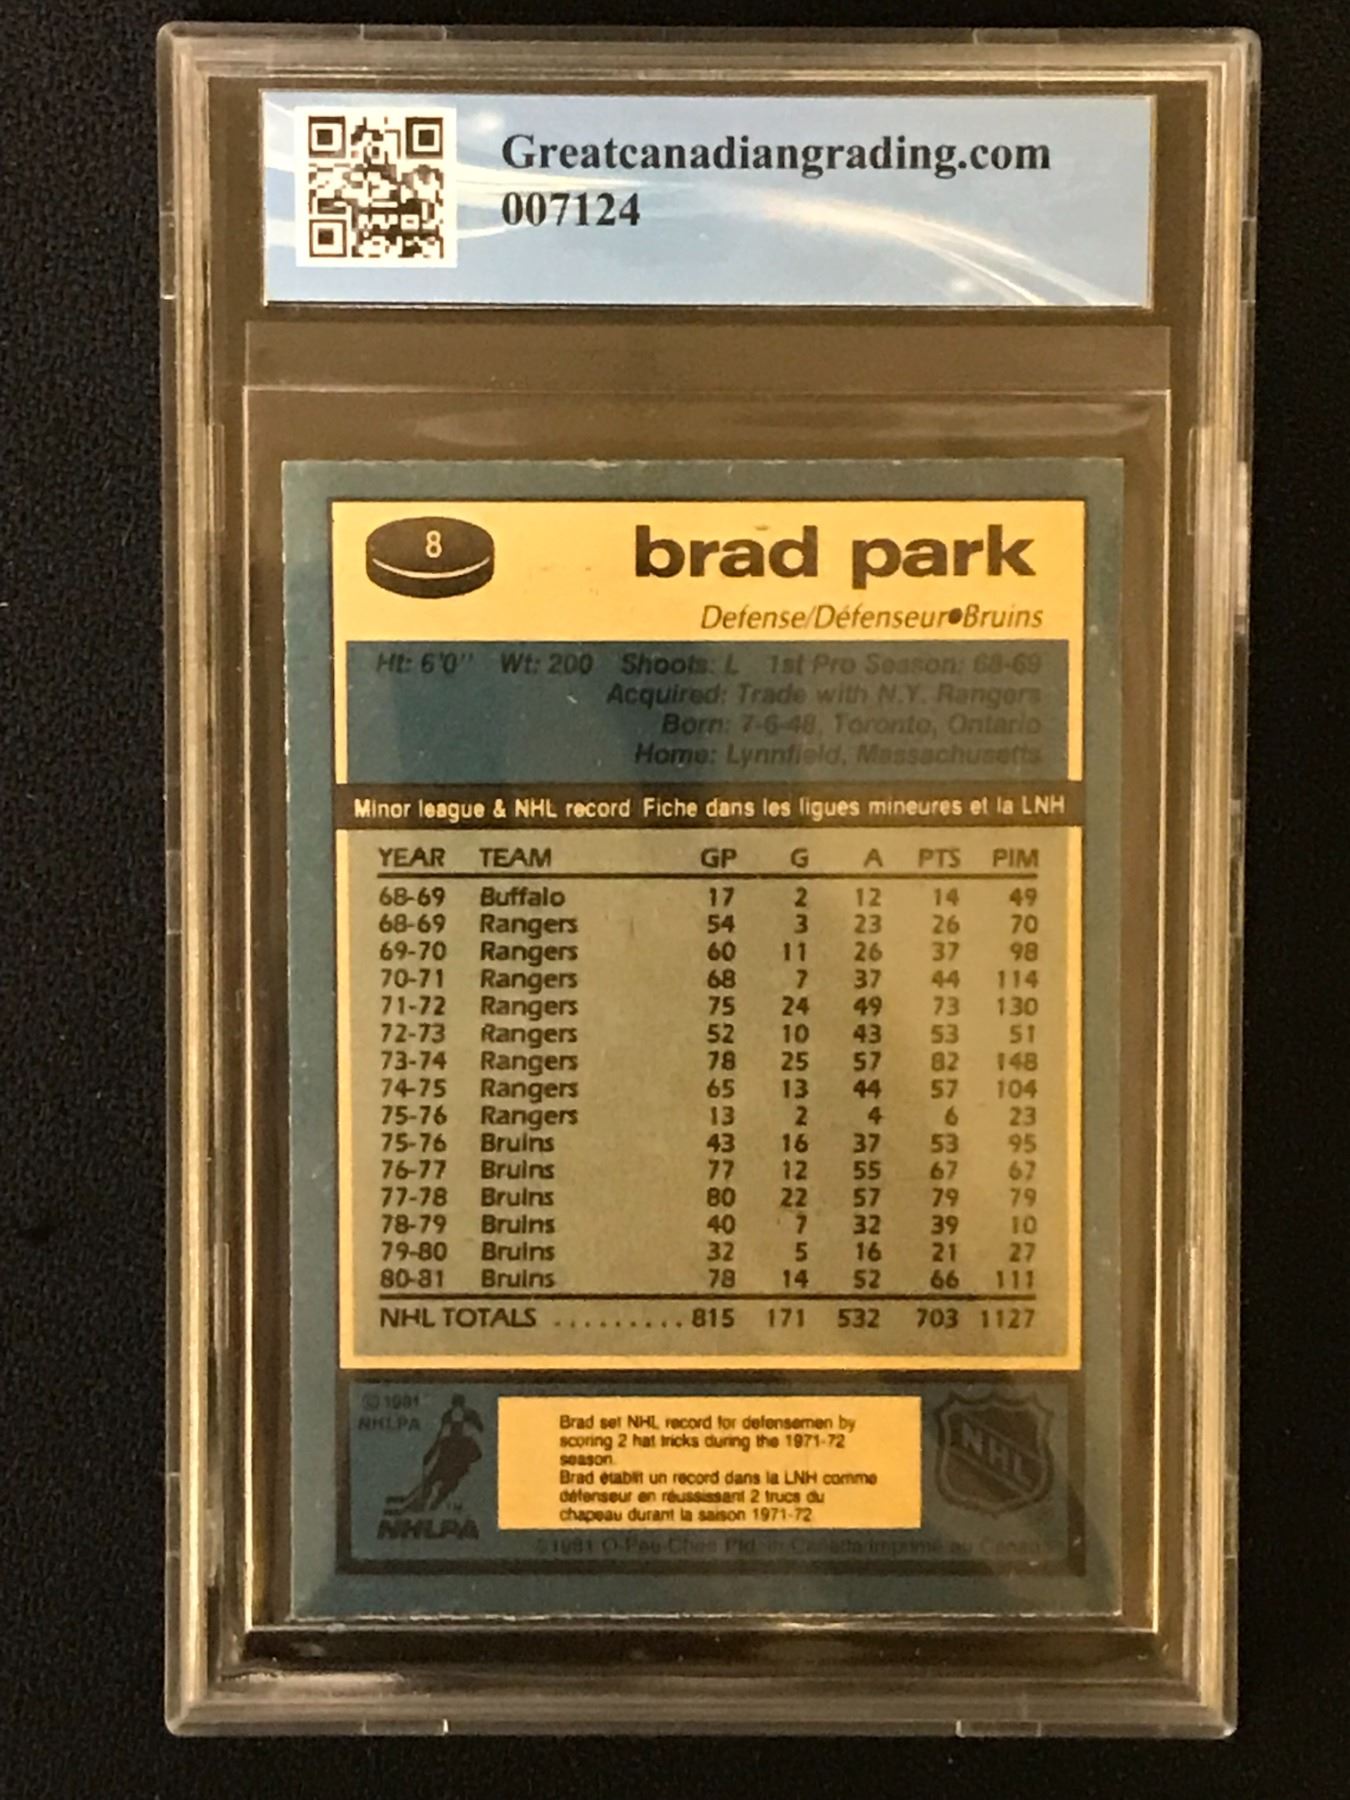 Greatcanadiangrading.com
007124
8
brad park
Defense/Défenseur●Bruins
Ht: 6'0" Wt: 200 Shoots: L 1st Pro Season: 68-69
Acquired: Trade with N.Y. Rangers
Born: 7-6-48, Toronto, Ontario
Home: Lynnfield, Massachusetts
Minor league & NHL record Fiche dans les ligues mineures et la LNH
YEAR TEAM GP G A PTS PIM
68-69 Buffalo 17 2 12 14 49
68-69 Rangers 54 3 23 26 70
69-70 Rangers 60 11 26 37 98
70-71 Rangers 68 7 37 44 114
71-72 Rangers 75 24 49 73 130
72-73 Rangers 52 10 43 53 51
73-74 Rangers 78 25 57 82 148
74-75 Rangers 65 13 44 57 104
75-76 Rangers 13 2 4 6 23
75-76 Bruins 43 16 37 53 95
76-77 Bruins 77 12 55 67 67
77-78 Bruins 80 22 57 79 79
78-79 Bruins 40 7 32 39 10
79-80 Bruins 32 5 16 21 27
80-81 Bruins 78 14 52 66 111
NHL TOTALS ......... 815 171 532 703 1127
©1981
NHLPA
NHLPA
Brad set NHL record for defensemen by
scoring 2 hat tricks during the 1971-72
season.
Brad établit un record dans la LNH comme
défenseur en réussissant 2 trucs du
chapeau durant la saison 1971-72
NHL
©1981 O-Pee-Chee Ptd. in Canada/Imprimé au Canada